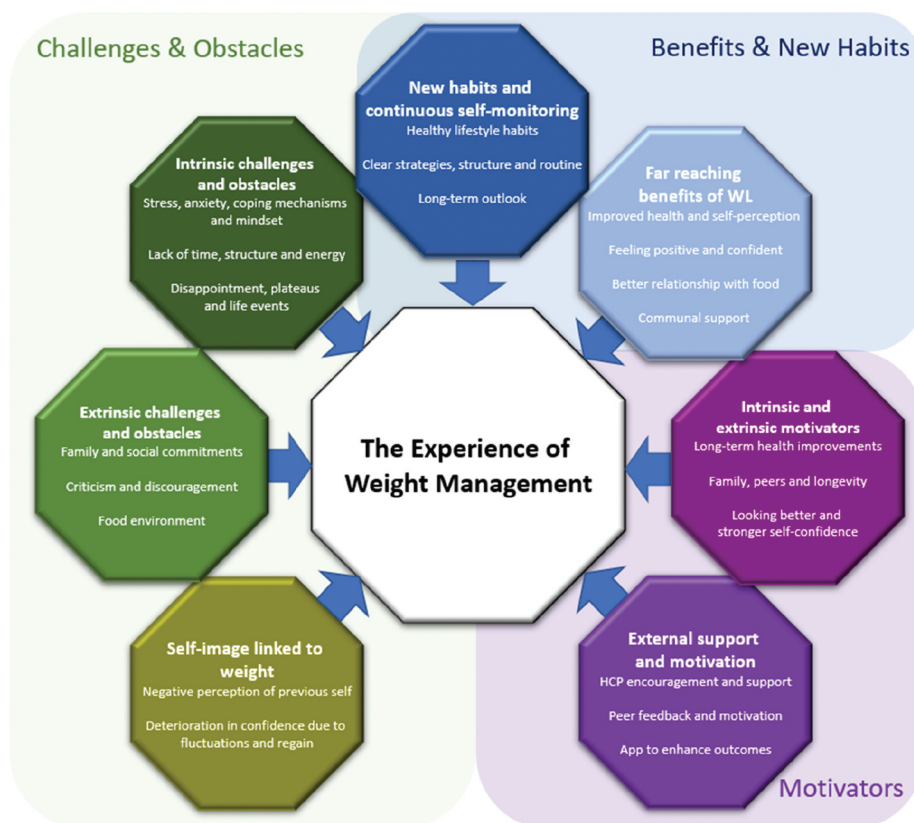 Challenges & Obstacles
Benefits & New Habits
New habits and
continuous self-monitoring
Healthy lifestyle habits
Clear strategies, structure and routine
Long-term outlook
Intrinsic challenges
and obstacles
Stress, anxiety, coping mechanisms
and mindset
Lack of time, structure and energy
Disappointment, plateaus
and life events
Far reaching
benefits of WL
Improved health and self-perception
Feeling positive and confident
Better relationship with food
Communal support
Extrinsic challenges
and obstacles
Family and social commitments
Criticism and discouragement
Food environment
The Experience of
Weight Management
Intrinsic and
extrinsic motivators
Long-term health improvements
Family, peers and longevity
Looking better and
stronger self-confidence
Self-image linked to
weight
Negative perception of previous self
Deterioration in confidence due to
fluctuations and regain
External support
and motivation
HCP encouragement and support
Peer feedback and motivation
App to enhance outcomes
Motivators